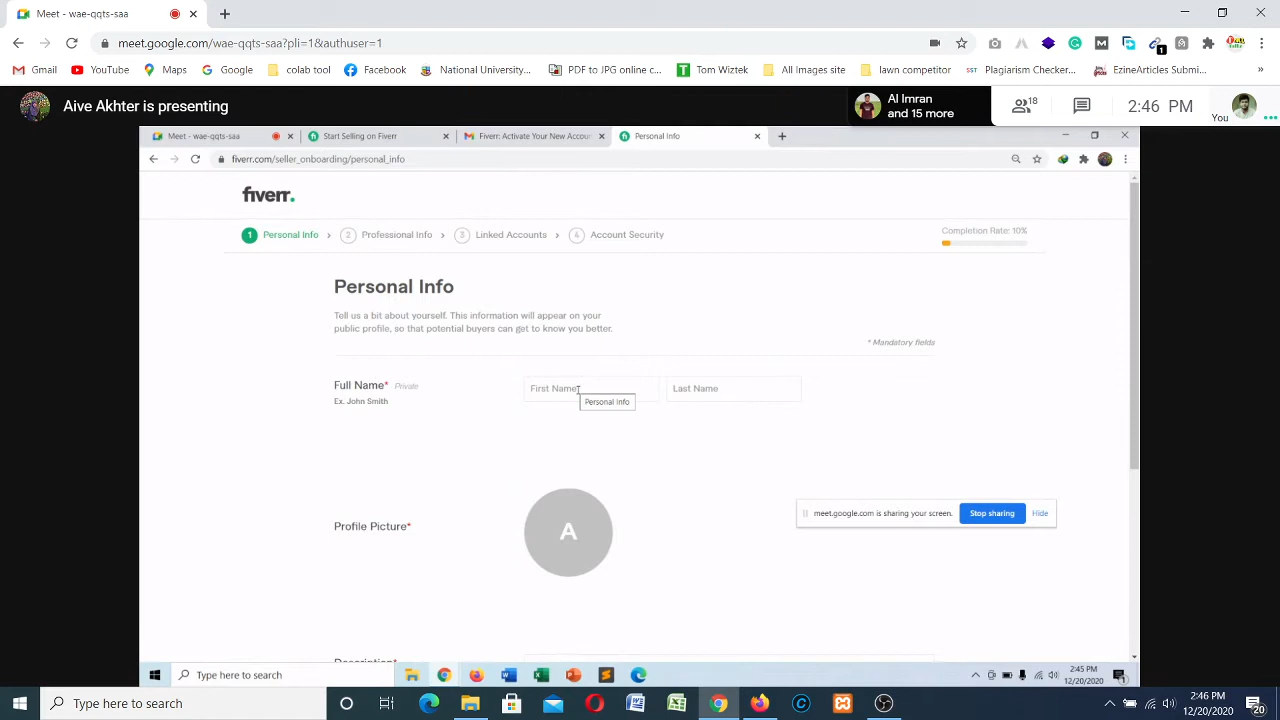 Meet - wae-qqts-saa
meet.google.com/wae-qqts-saa?pli=1&authuser=1
Gmail
YouTube
Maps
Google
colab tool
Facebook
National University...
PDF to JPG online c...
Tom Wiztek
All Images site
lawn competitor
Plagiarism Checker...
EzineArticles Submi...
Aive Akhter is presenting
Al Imran
and 15 more
18
2:46 PM
You
Meet - wae-qqts-saa
Start Selling on Fiverr
Fiverr: Activate Your New Accou
Personal Info
fiverr.com/seller_onboarding/personal_info
fiverr.
1 Personal Info
2 Professional Info
3 Linked Accounts
4 Account Security
Completion Rate: 10%
Personal Info
Tell us a bit about yourself. This information will appear on your
public profile, so that potential buyers can get to know you better.
* Mandatory fields
Full Name* Private
Ex. John Smith
First Name
Last Name
Personal Info
Profile Picture*
A
meet.google.com is sharing your screen.
Stop sharing
Hide
Description*
Type here to search
2:45 PM
12/20/2020
Type here to search
2:46 PM
12/20/2020
20